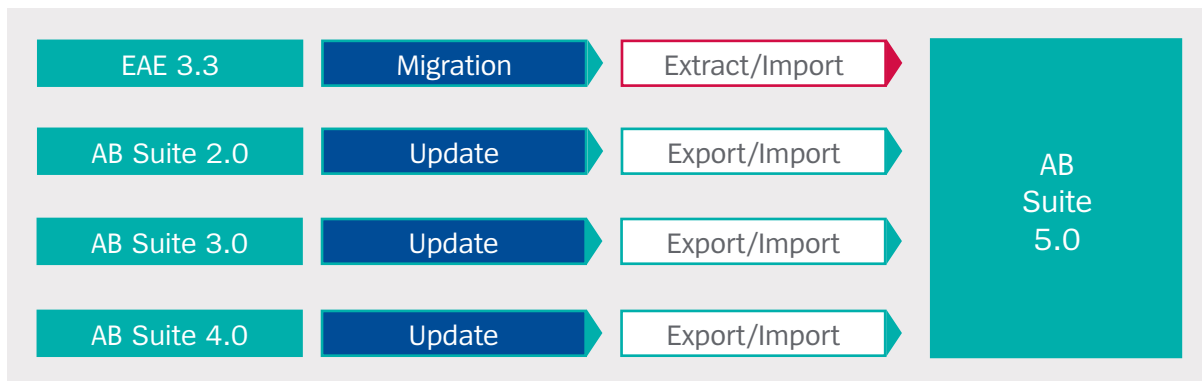 EAE 3.3 Migration Extract/Import
AB Suite 2.0 Update Export/Import
AB Suite 3.0 Update Export/Import
AB Suite 4.0 Update Export/Import
AB
Suite
5.0